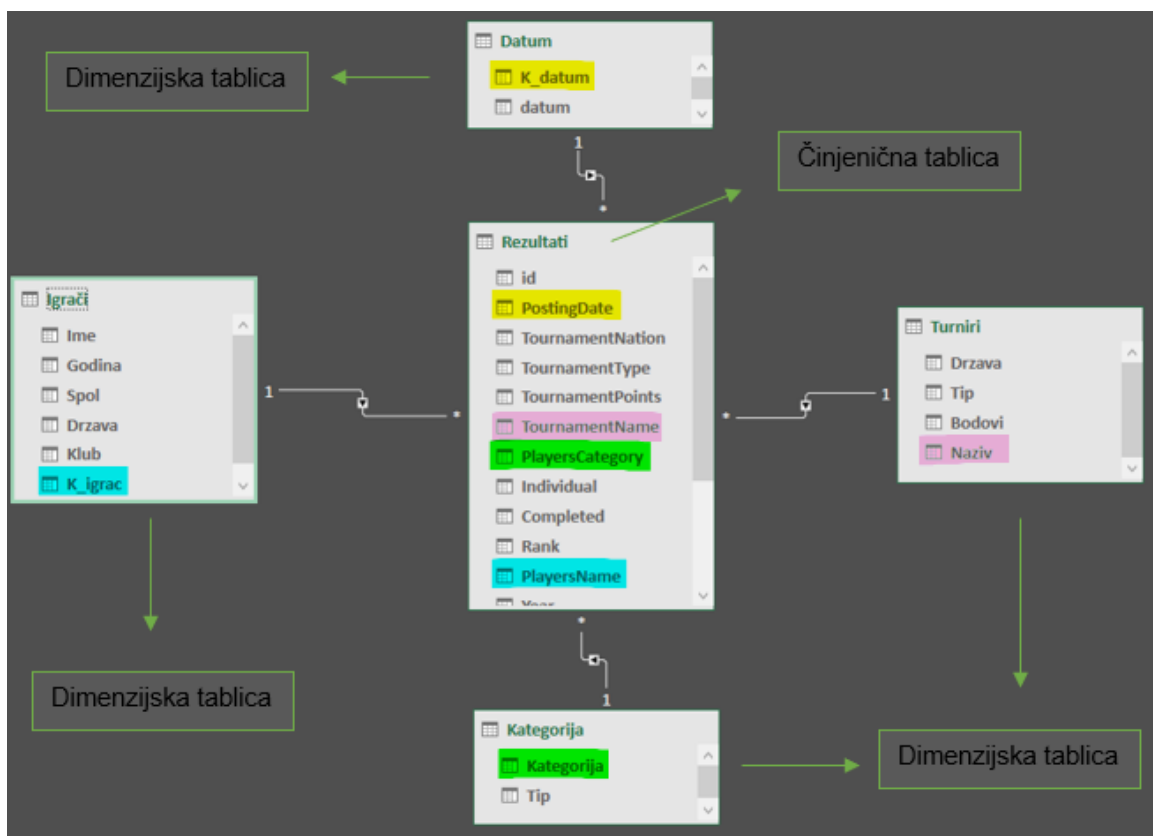 Datum
K_datum
datum
Dimenzijska tablica
1
*
Činjenična tablica
Rezultati
id
PostingDate
TournamentNation
TournamentType
TournamentPoints
TournamentName
PlayersCategory
Individual
Completed
Rank
PlayersName
Year
Igrači
Ime
Godina
Spol
Drzava
Klub
K_igrac
1
*
Turniri
Drzava
Tip
Bodovi
Naziv
*
1
Dimenzijska tablica
*
1
Kategorija
Kategorija
Tip
Dimenzijska tablica